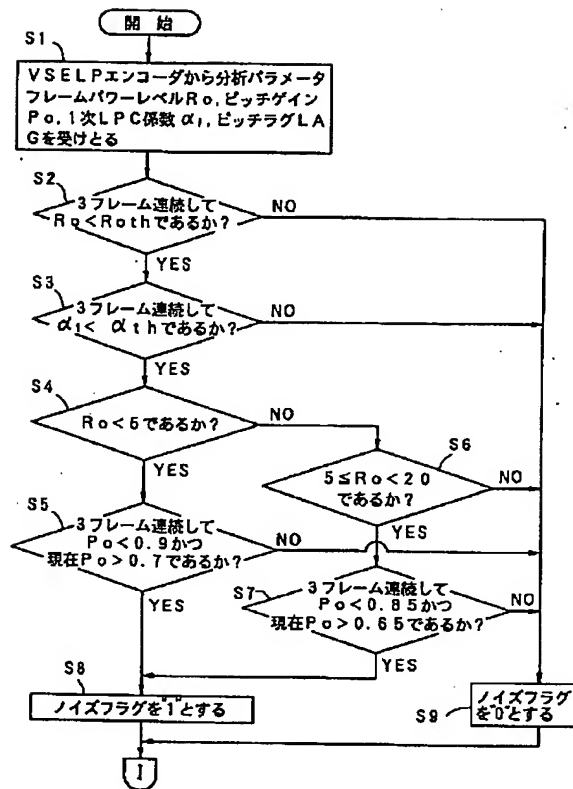 開始
S1
VSELPエンコーダから分析パラメータ
フレームパワーレベルRo,ピッチゲイン
Po,1次LPC係数α₁,ピッチラグLA
Gを受けとる
S2
3フレーム連続して
Ro<Rothであるか?
NO
YES
S3
3フレーム連続して
α₁<αthであるか?
NO
YES
S4
Ro<5であるか?
NO
YES
S6
5≦Ro<20
であるか?
NO
YES
S5
3フレーム連続して
Po<0.9かつ
現在Po>0.7であるか?
NO
YES
S7
3フレーム連続して
Po<0.85かつ
現在Po>0.65であるか?
NO
YES
S8
ノイズフラグを"1"とする
S9
ノイズフラグ
を"0"とする
I